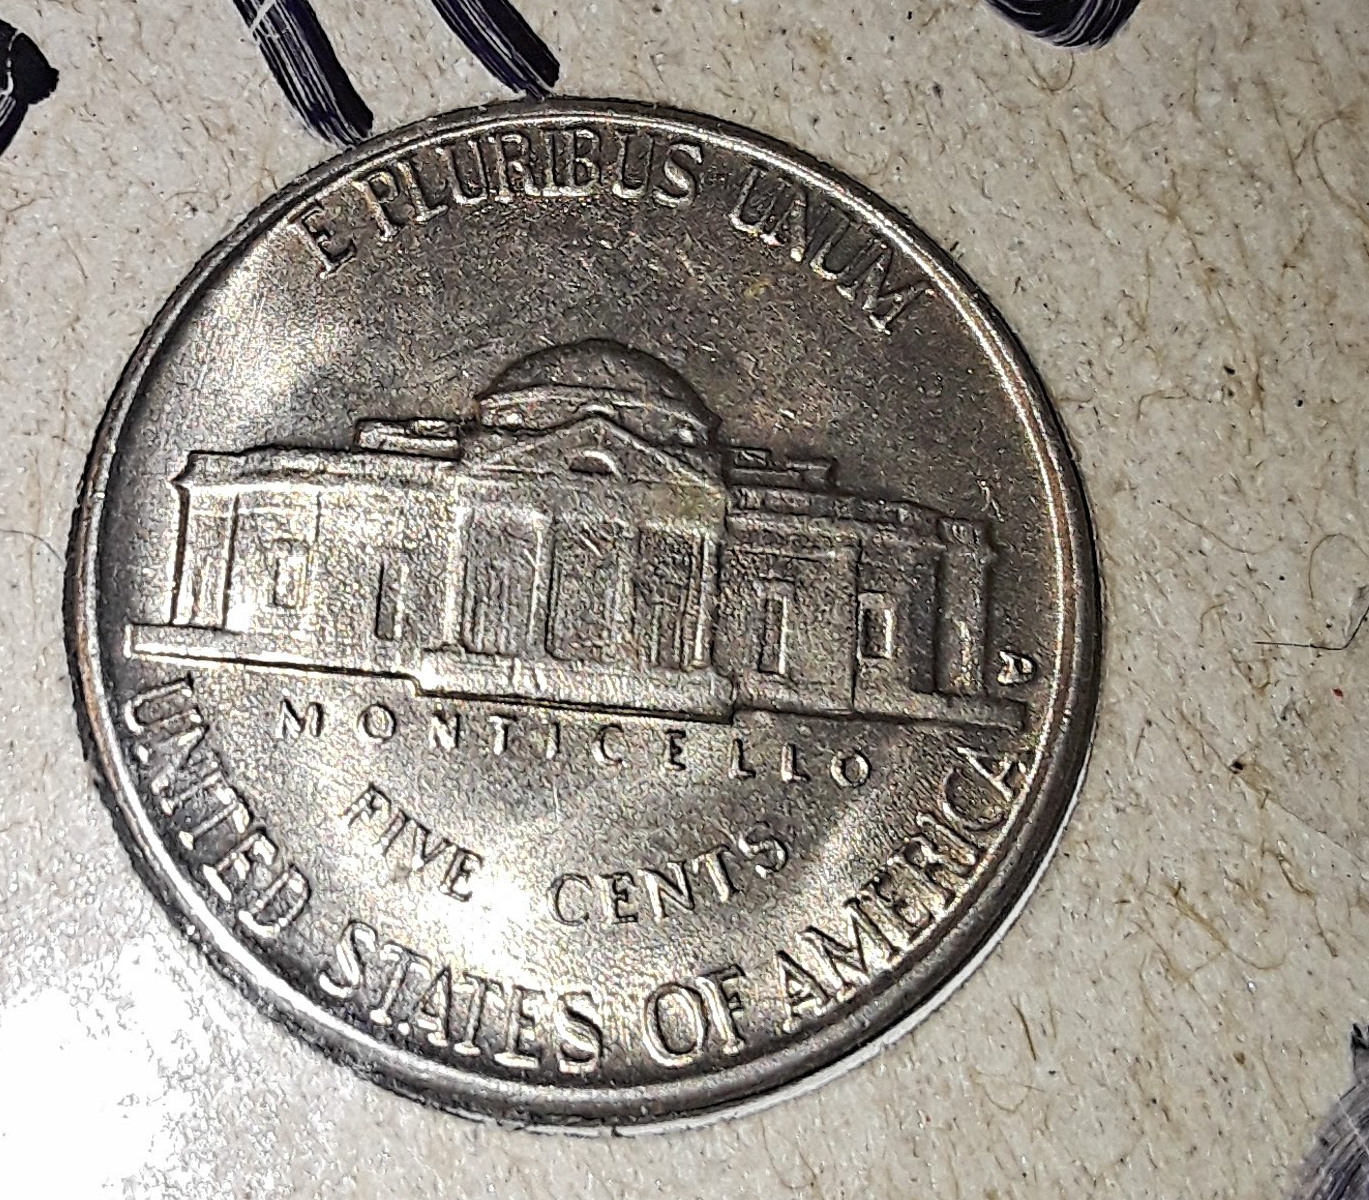 E PLURIBUS UNUM
D
MONTICELLO
FIVE CENTS
UNITED STATES OF AMERICA